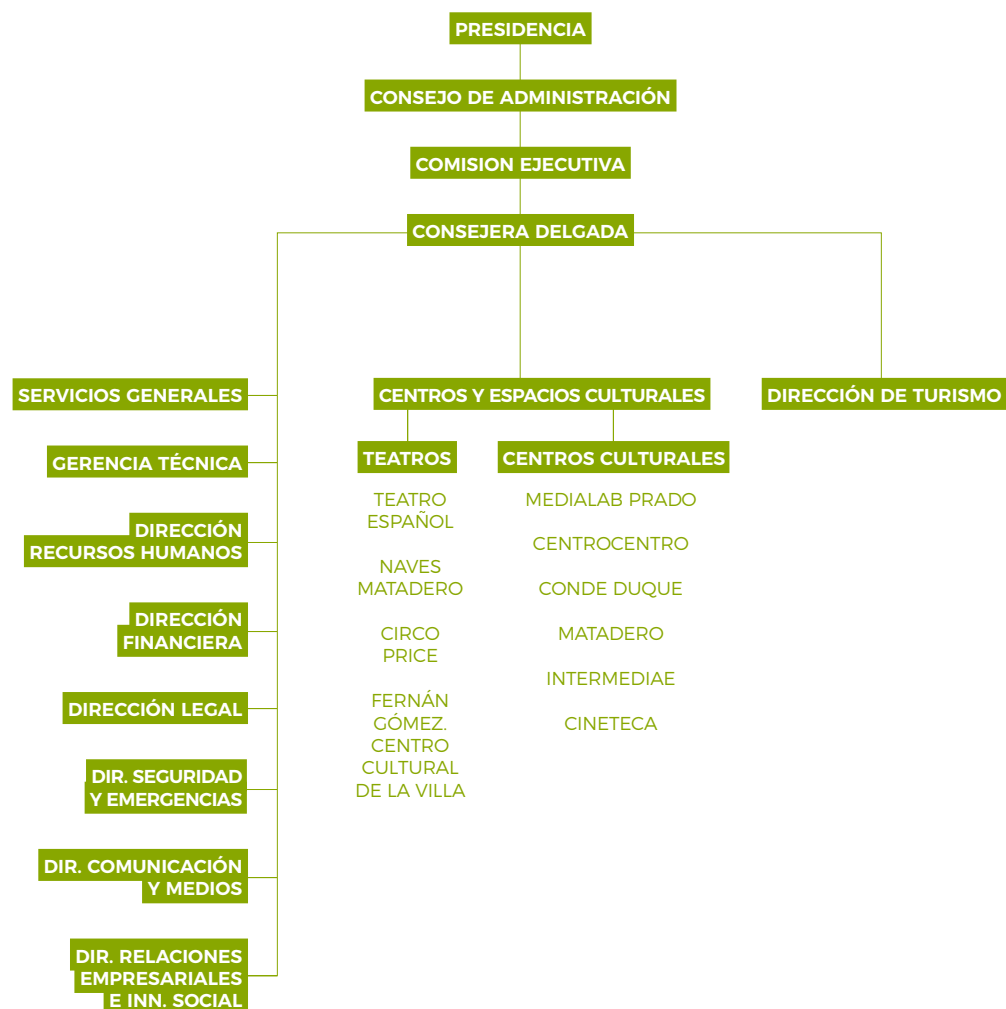 PRESIDENCIA
CONSEJO DE ADMINISTRACIÓN
COMISION EJECUTIVA
CONSEJERA DELGADA
SERVICIOS GENERALES
GERENCIA TÉCNICA
DIRECCIÓN
RECURSOS HUMANOS
DIRECCIÓN
FINANCIERA
DIRECCIÓN LEGAL
DIR. SEGURIDAD
Y EMERGENCIAS
DIR. COMUNICACIÓN
Y MEDIOS
DIR. RELACIONES
EMPRESARIALES
E INN. SOCIAL
CENTROS Y ESPACIOS CULTURALES
TEATROS
TEATRO
ESPAÑOL
NAVES
MATADERO
CIRCO
PRICE
FERNÁN
GÓMEZ.
CENTRO
CULTURAL
DE LA VILLA
CENTROS CULTURALES
MEDIALAB PRADO
CENTROCENTRO
CONDE DUQUE
MATADERO
INTERMEDIAE
CINETECA
DIRECCIÓN DE TURISMO